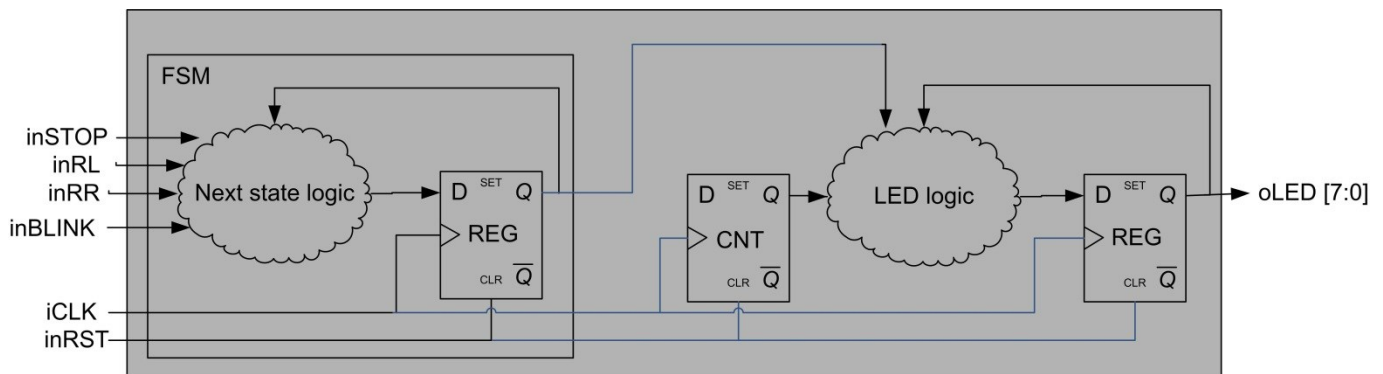 FSM
inSTOP
inRL
inRR
inBLINK
iCLK
inRST
Next state logic
D SET Q
REG
CLR Q
D SET Q
CNT
CLR Q
LED logic
D SET Q
REG
CLR Q
oLED [7:0]